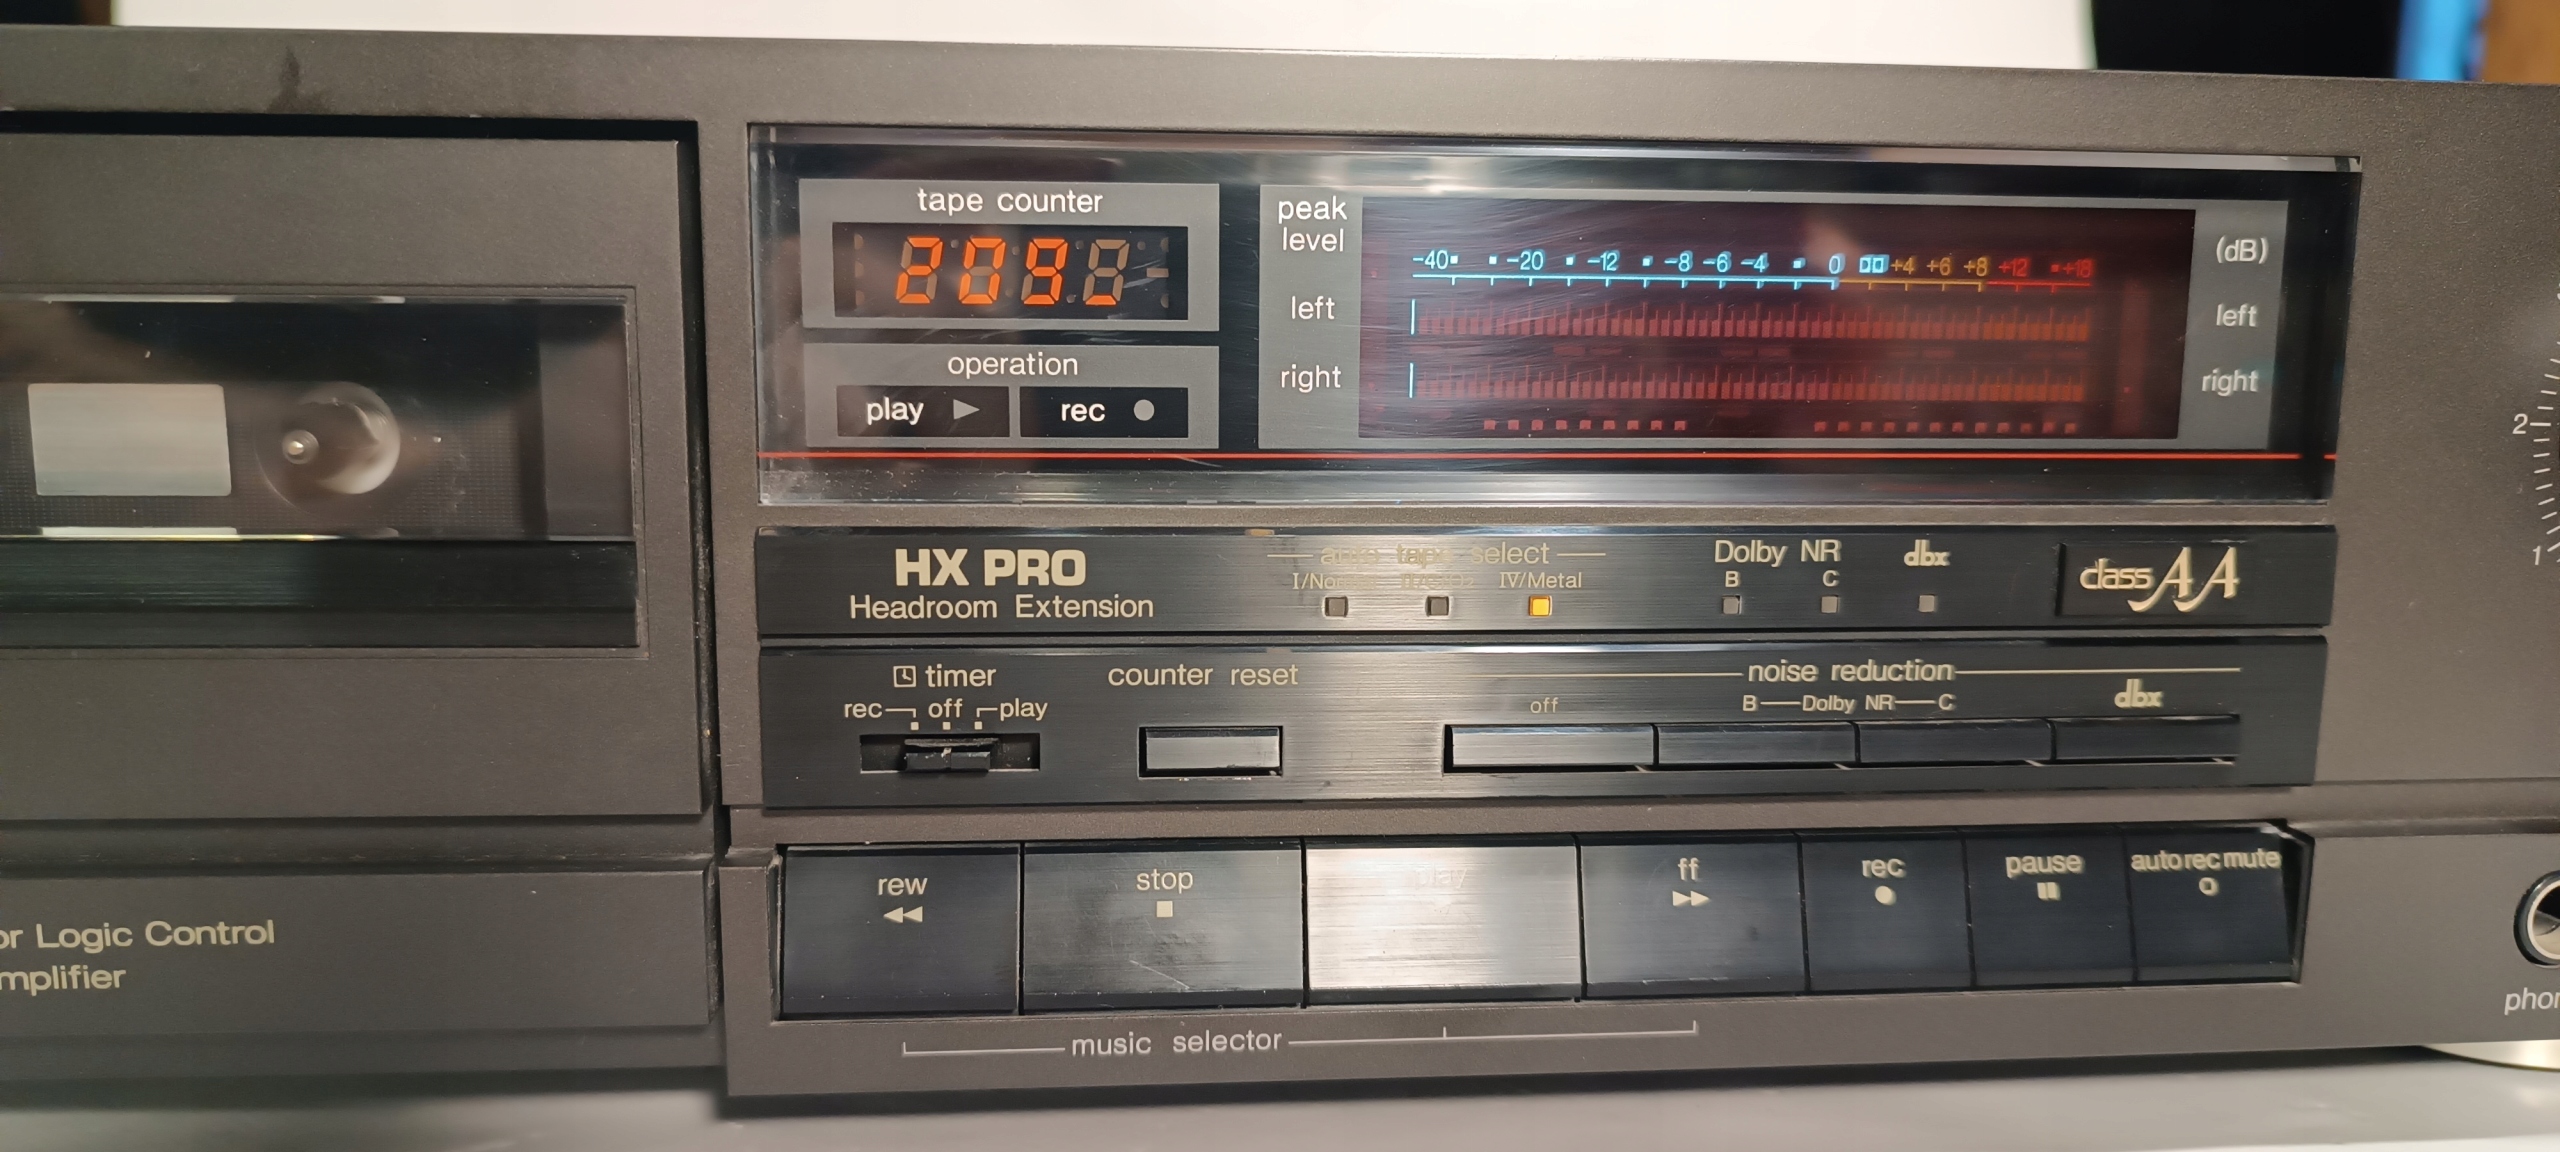 tape counter
peak
level
-40 -20 -12 -8 -6 -4 0 +4 +6 +8 +12 +18
(dB)
left
left
operation
play
rec
right
right
2
1
HX PRO
Headroom Extension
auto tape select
IV/Metal
Dolby NR
B
C
dbx
class AA
timer
rec off play
counter reset
noise reduction
off
B Dolby NR C
dbx
rew
stop
play
ff
rec
pause
auto rec mute
Logic Control
music selector